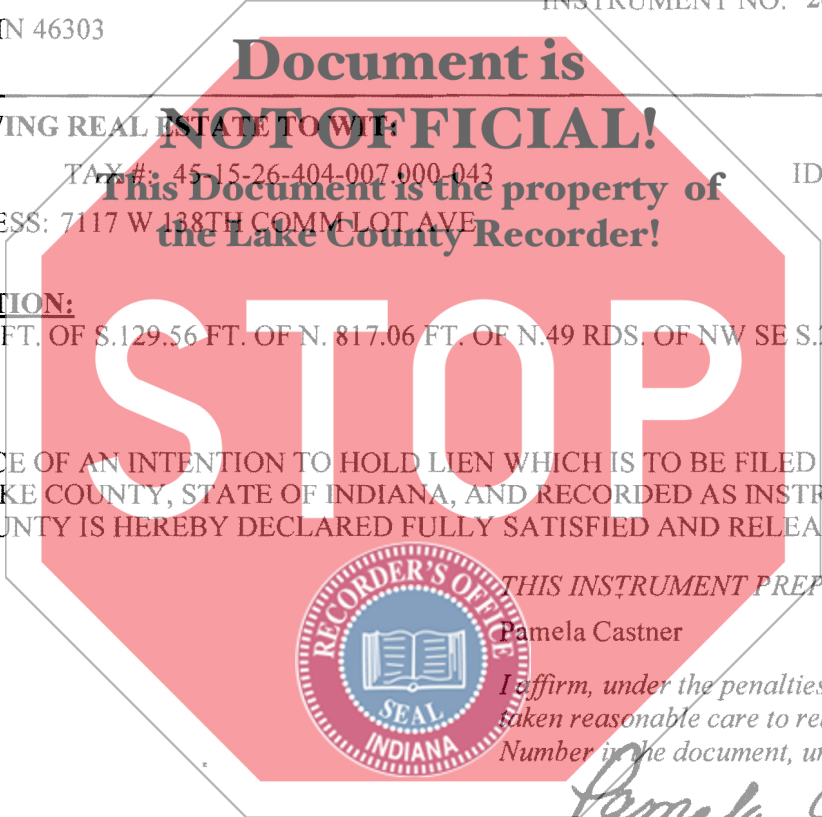 INSTRUMENT NO. 2
IN 46303
Document is
NOT OFFICIAL!
ING REAL ESTATE TO WIT:
TAX #: 45-15-26-404-007.000-043 ID
This Document is the property of
ESS: 7117 W 138TH COMM LOT AVE
the Lake County Recorder!
TION:
FT. OF S.129.56 FT. OF N. 817.06 FT. OF N.49 RDS. OF NW SE S.
STOP
CE OF AN INTENTION TO HOLD LIEN WHICH IS TO BE FILED
KE COUNTY, STATE OF INDIANA, AND RECORDED AS INSTR
UNTY IS HEREBY DECLARED FULLY SATISFIED AND RELEA
THIS INSTRUMENT PREP
RECORDER'S OFFICE
Pamela Castner
I affirm, under the penalties
SEAL
taken reasonable care to re
INDIANA
Number in the document, un
Pamela